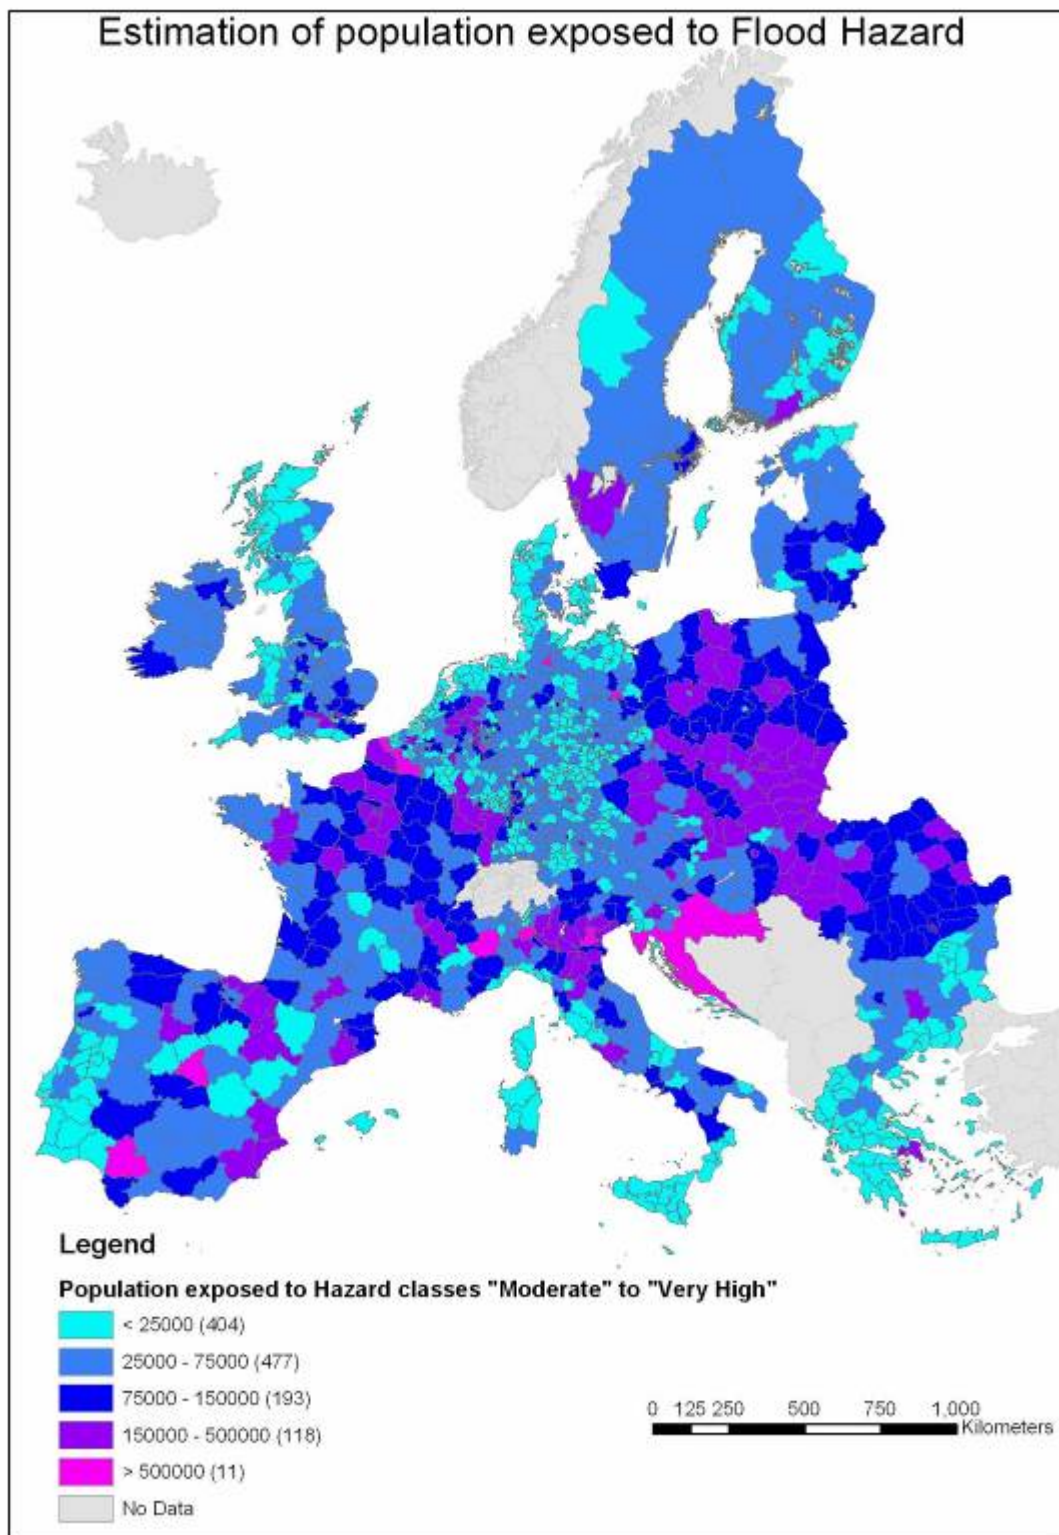 Estimation of population exposed to Flood Hazard
Legend
Population exposed to Hazard classes "Moderate" to "Very High"
< 25000 (404)
25000 - 75000 (477)
75000 - 150000 (193)
150000 - 500000 (118)
> 500000 (11)
No Data
0 125 250 500 750 1,000
Kilometers